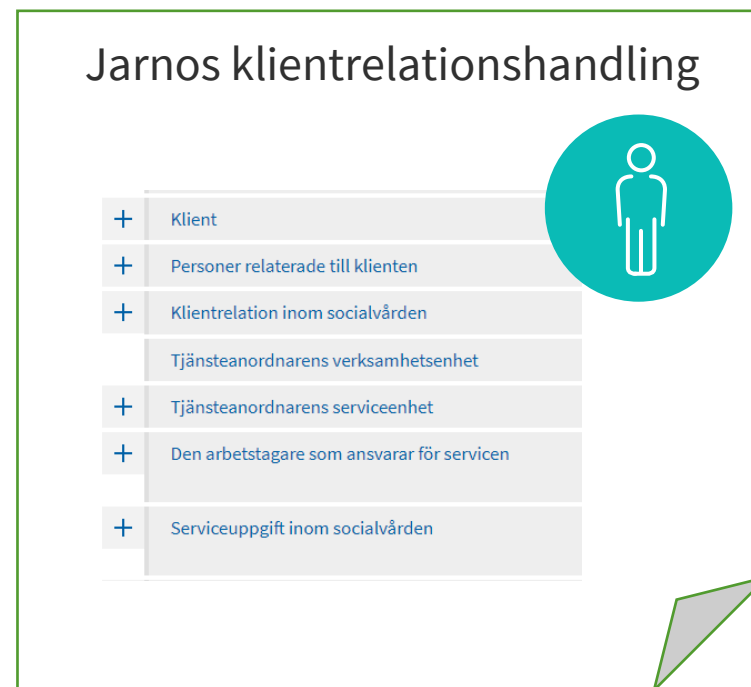 Jarnos klientrelationshandling
+ Klient
+ Personer relaterade till klienten
+ Klientrelation inom socialvården
Tjänsteanordnarens verksamhetsenhet
+ Tjänsteanordnarens serviceenhet
+ Den arbetstagare som ansvarar för servicen
+ Serviceuppgift inom socialvården